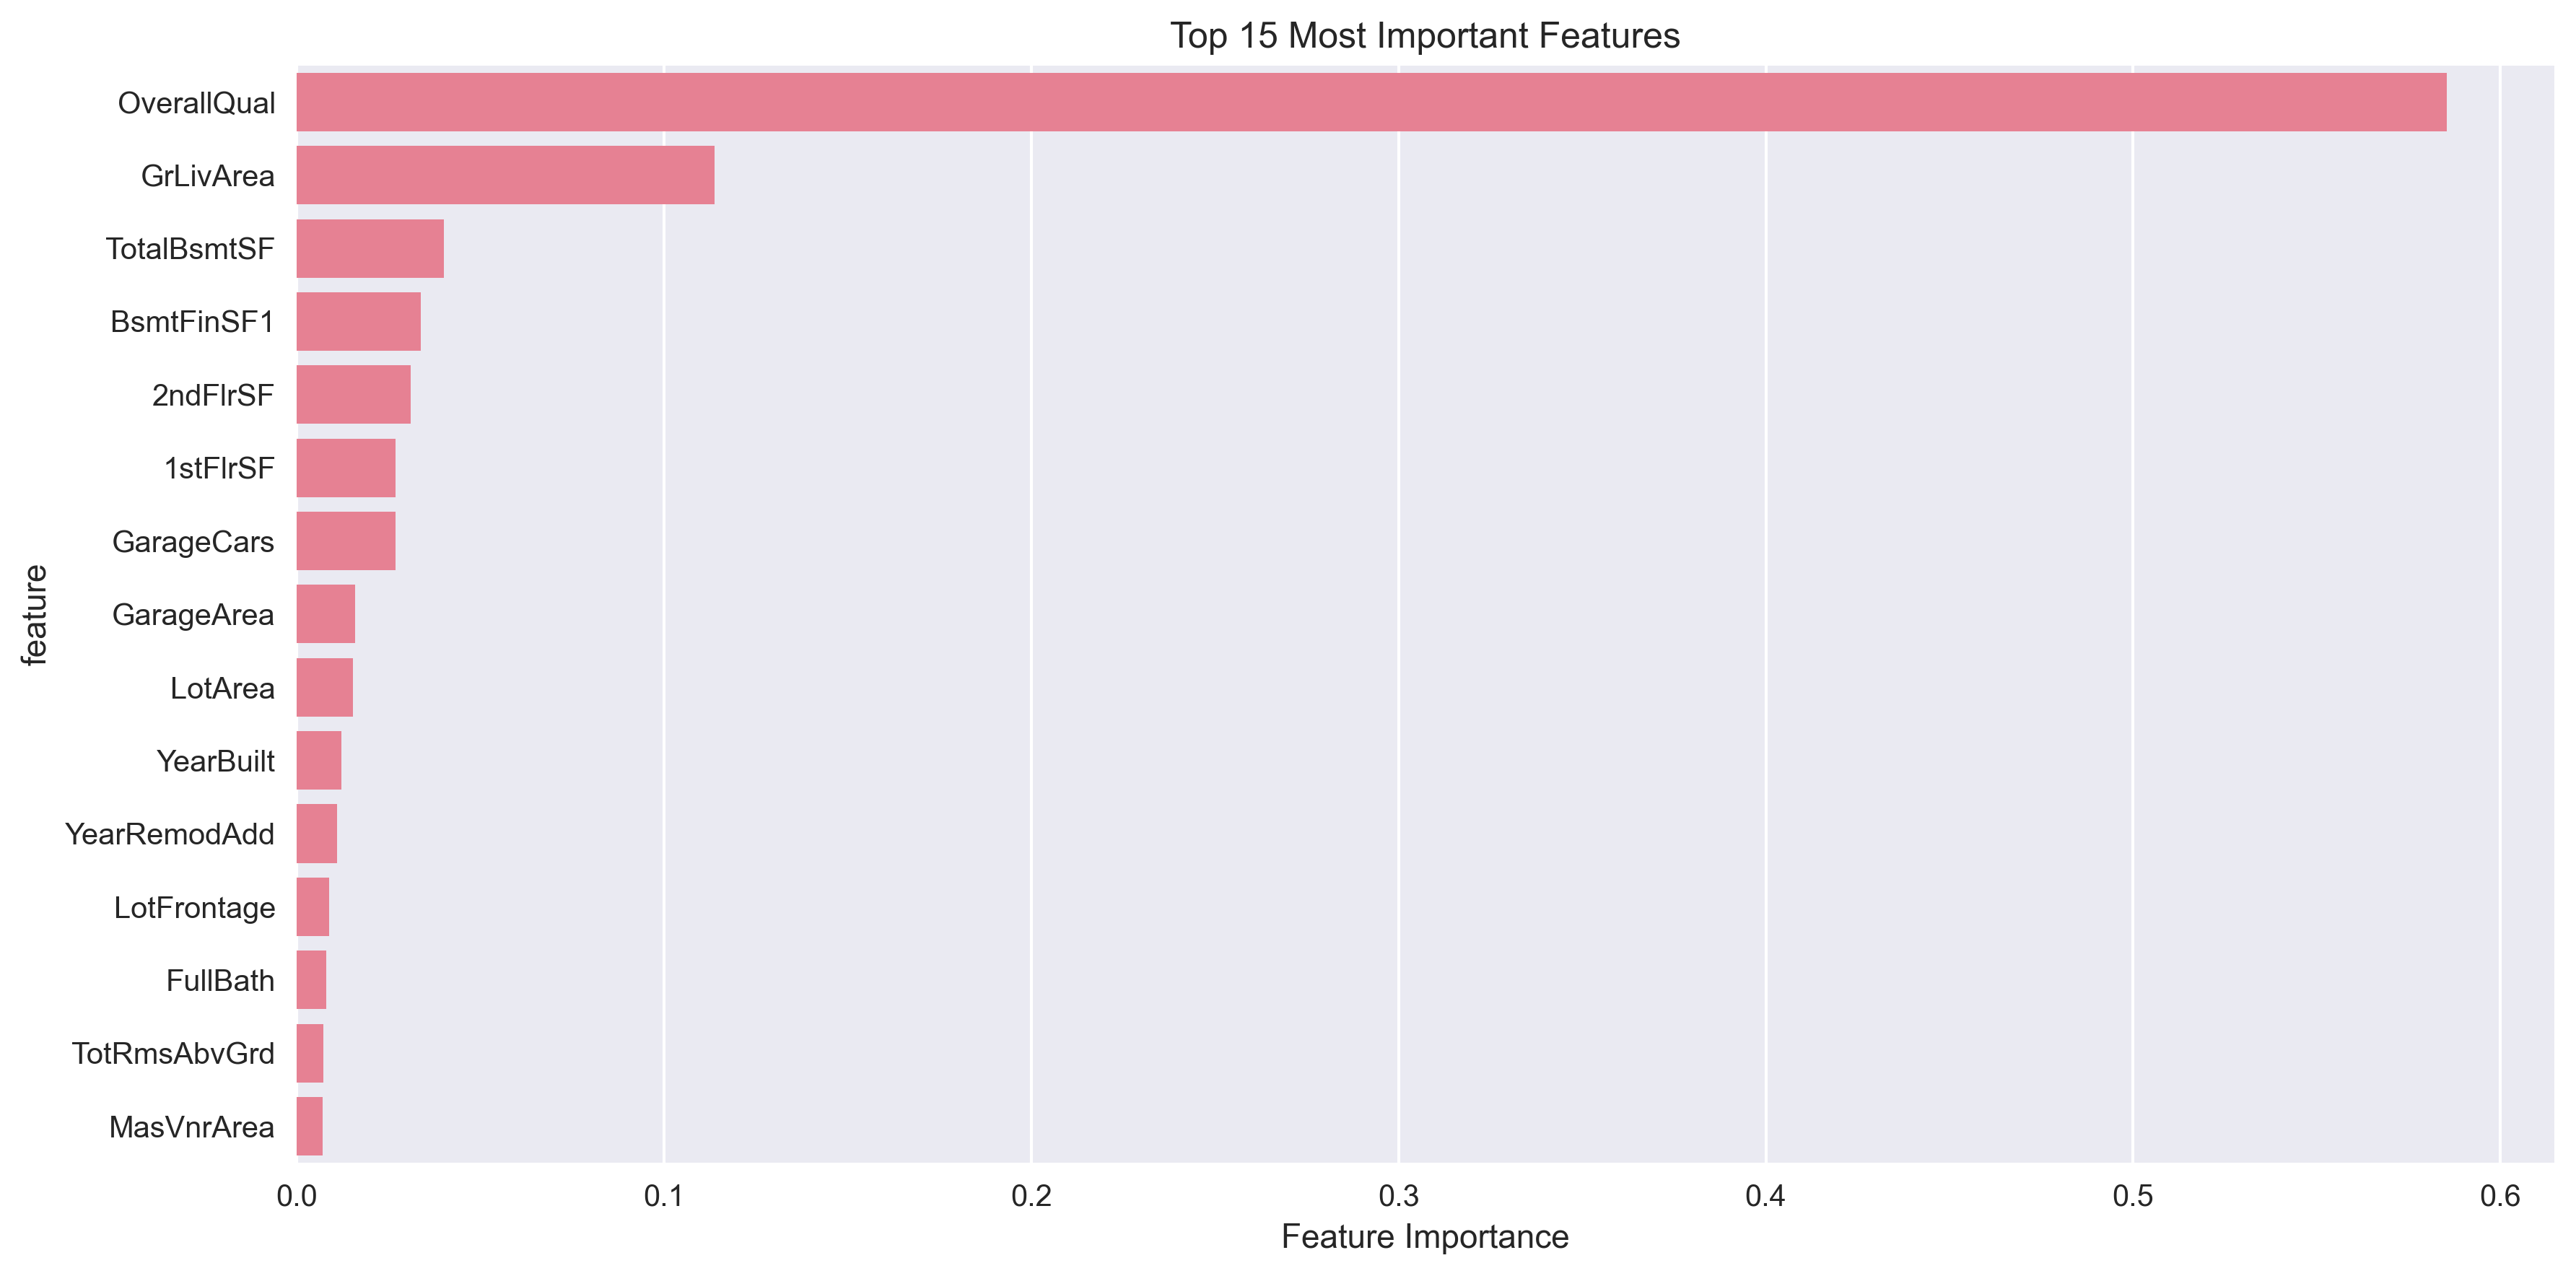 Top 15 Most Important Features
OverallQual
GrLivArea
TotalBsmtSF
BsmtFinSF1
2ndFlrSF
1stFlrSF
GarageCars
GarageArea
LotArea
YearBuilt
YearRemodAdd
LotFrontage
FullBath
TotRmsAbvGrd
MasVnrArea
feature
0.0 0.1 0.2 0.3 0.4 0.5 0.6
Feature Importance